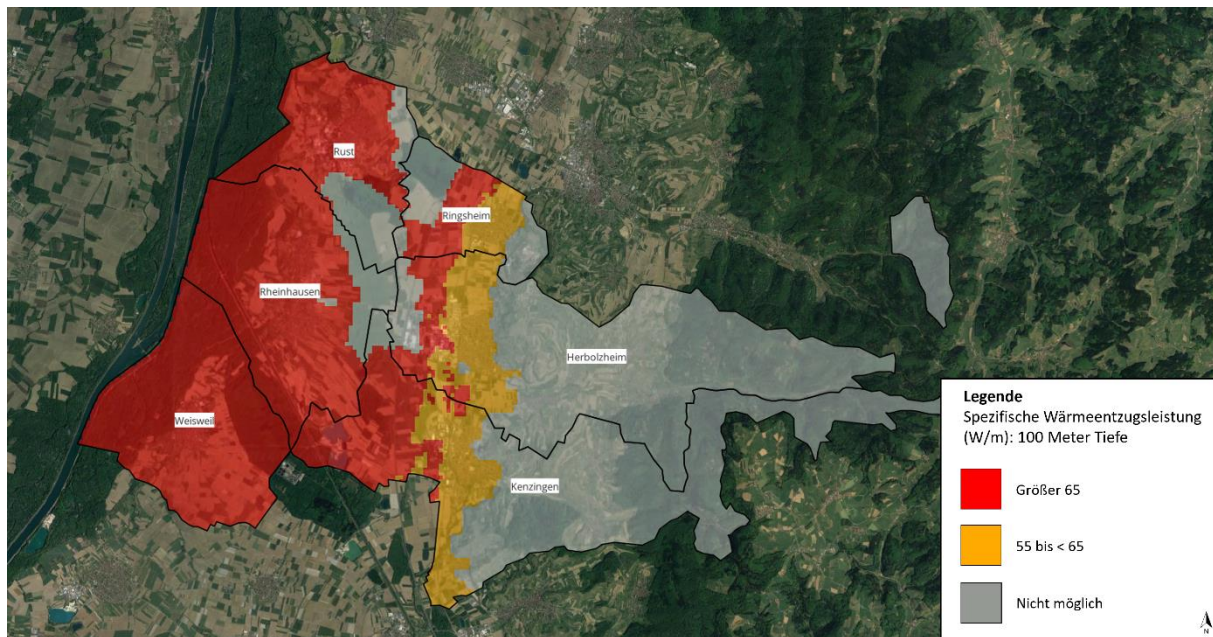 Rust
Ringsheim
Rheinhausen
Herbolzheim
Weisweil
Kenzingen
Legende
Spezifische Wärmeentzugsleistung
(W/m): 100 Meter Tiefe
Größer 65
55 bis < 65
Nicht möglich
N